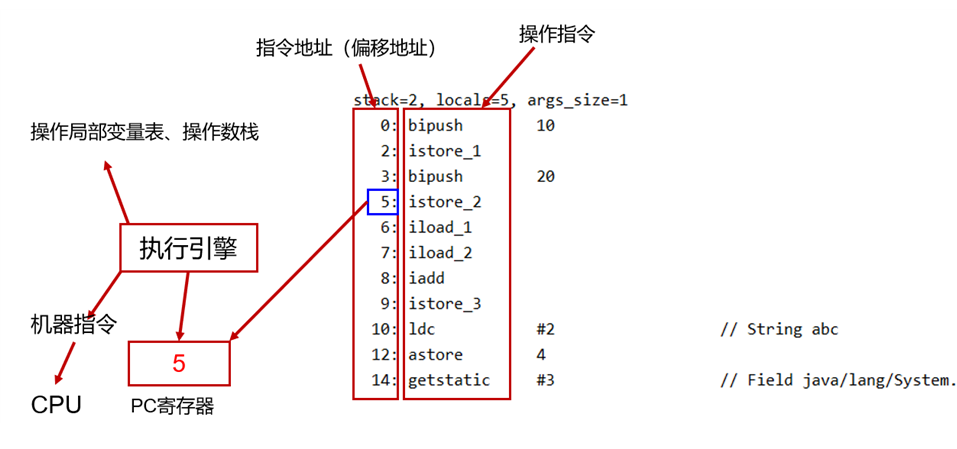 指令地址（偏移地址）
操作指令
stack=2, locals=5, args_size=1
0: bipush 10
2: istore_1
3: bipush 20
5: istore_2
6: iload_1
7: iload_2
8: iadd
9: istore_3
10: ldc #2 // String abc
12: astore 4
14: getstatic #3 // Field java/lang/System.
操作局部变量表、操作数栈
执行引擎
机器指令
5
CPU
PC寄存器